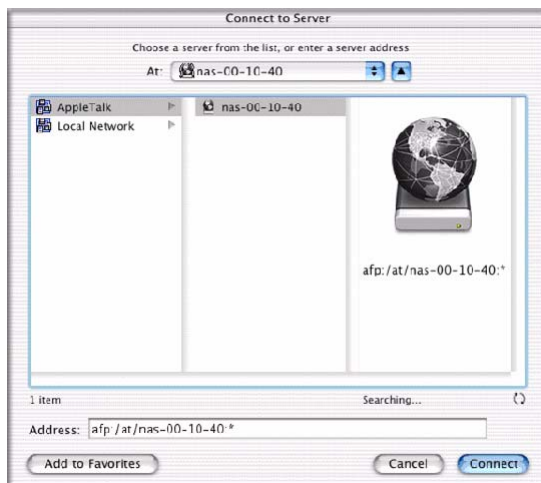 Connect to Server
Choose a server from the list, or enter a server address
At: nas-00-10-40
AppleTalk
Local Network
nas-00-10-40
afp:/at/nas-00-10-40:*
1 item
Searching...
Address: afp:/at/nas-00-10-40:*
Add to Favorites
Cancel
Connect